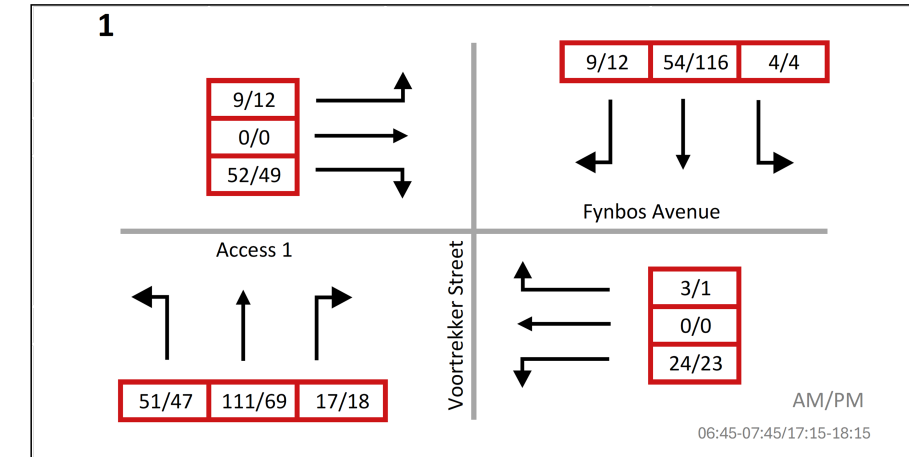 1
9/12 54/116 4/4
9/12
0/0
52/49
Fynbos Avenue
Access 1
Voortrekker Street
3/1
0/0
24/23
51/47 111/69 17/18
AM/PM
06:45-07:45/17:15-18:15